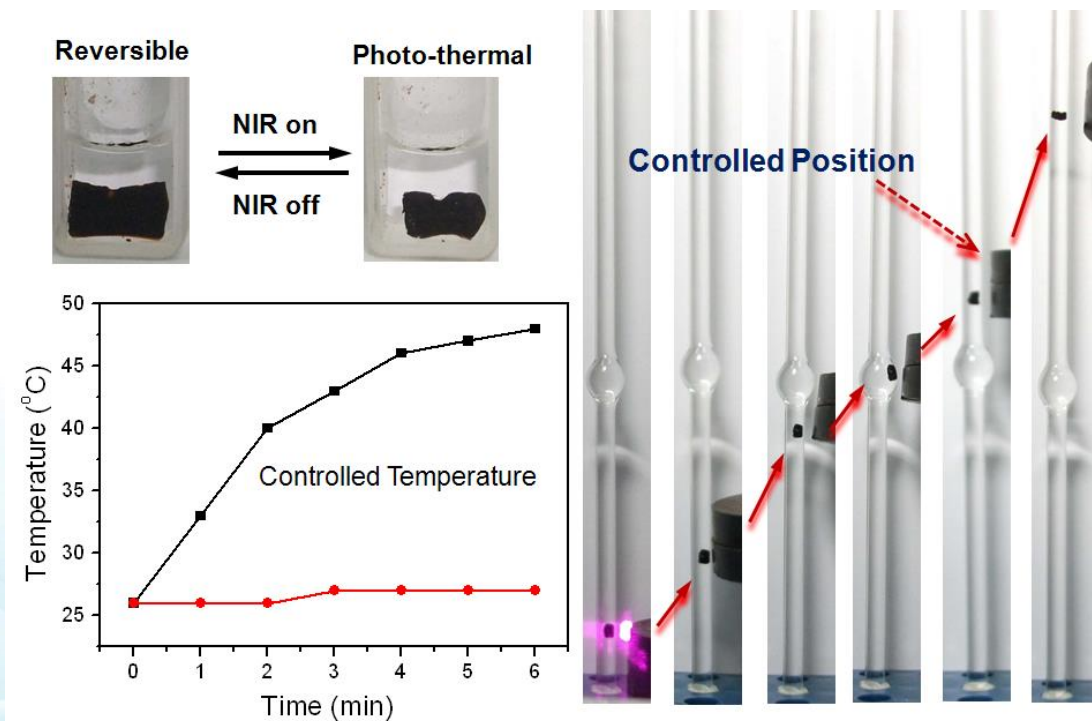 Reversible
Photo-thermal
NIR on
NIR off
Controlled Position
50
45
40
35
30
25
Temperature (⁰C)
Controlled Temperature
0 1 2 3 4 5 6
Time (min)